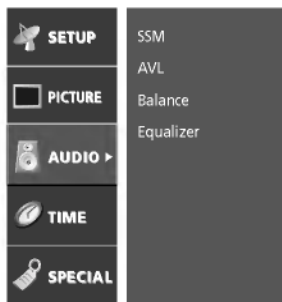 SETUP
PICTURE
AUDIO
TIME
SPECIAL
SSM
AVL
Balance
Equalizer